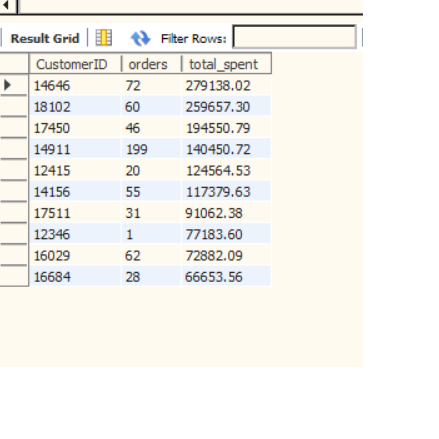 Result Grid Filter Rows:
CustomerID orders total_spent
14646 72 279138.02
18102 60 259657.30
17450 46 194550.79
14911 199 140450.72
12415 20 124564.53
14156 55 117379.63
17511 31 91062.38
12346 1 77183.60
16029 62 72882.09
16684 28 66653.56